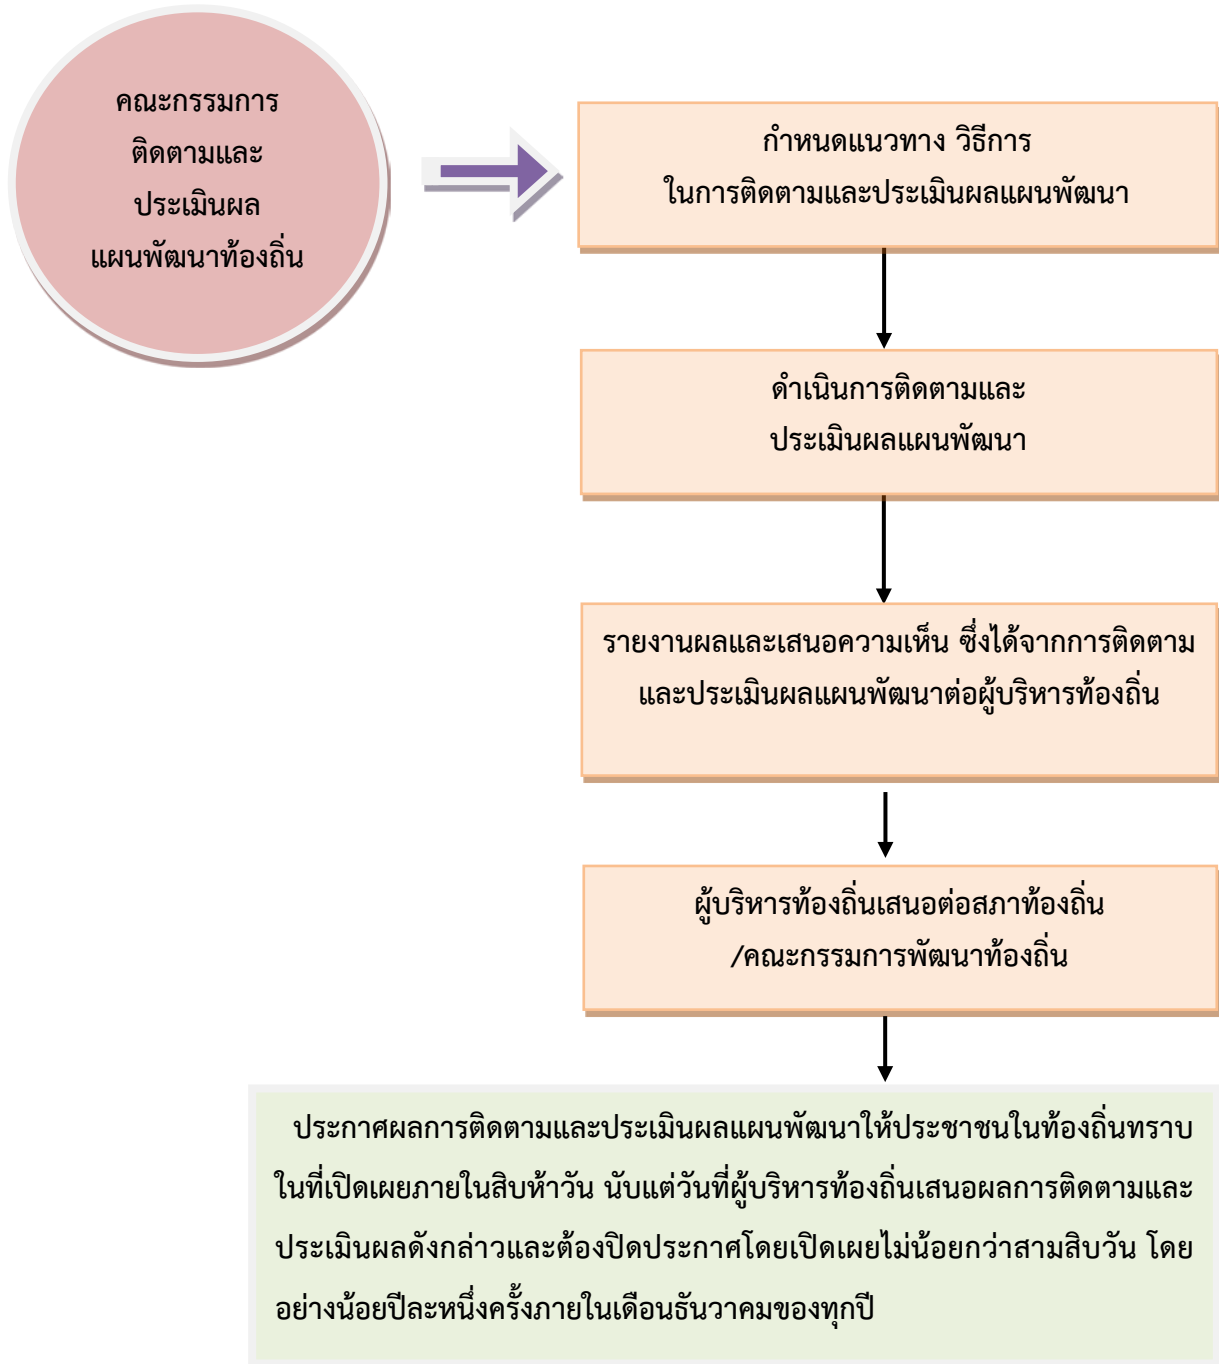 คณะกรรมการ
ติดตามและ
ประเมินผล
แผนพัฒนาท้องถิ่น
กำหนดแนวทาง วิธีการ
ในการติดตามและประเมินผลแผนพัฒนา
ดำเนินการติดตามและ
ประเมินผลแผนพัฒนา
รายงานผลและเสนอความเห็น ซึ่งได้จากการติดตาม
และประเมินผลแผนพัฒนาต่อผู้บริหารท้องถิ่น
ผู้บริหารท้องถิ่นเสนอต่อสภาท้องถิ่น
/คณะกรรมการพัฒนาท้องถิ่น
ประกาศผลการติดตามและประเมินผลแผนพัฒนาให้ประชาชนในท้องถิ่นทราบ
ในที่เปิดเผยภายในสิบห้าวัน นับแต่วันที่ผู้บริหารท้องถิ่นเสนอผลการติดตามและ
ประเมินผลดังกล่าวและต้องปิดประกาศโดยเปิดเผยไม่น้อยกว่าสามสิบวัน โดย
อย่างน้อยปีละหนึ่งครั้งภายในเดือนธันวาคมของทุกปี